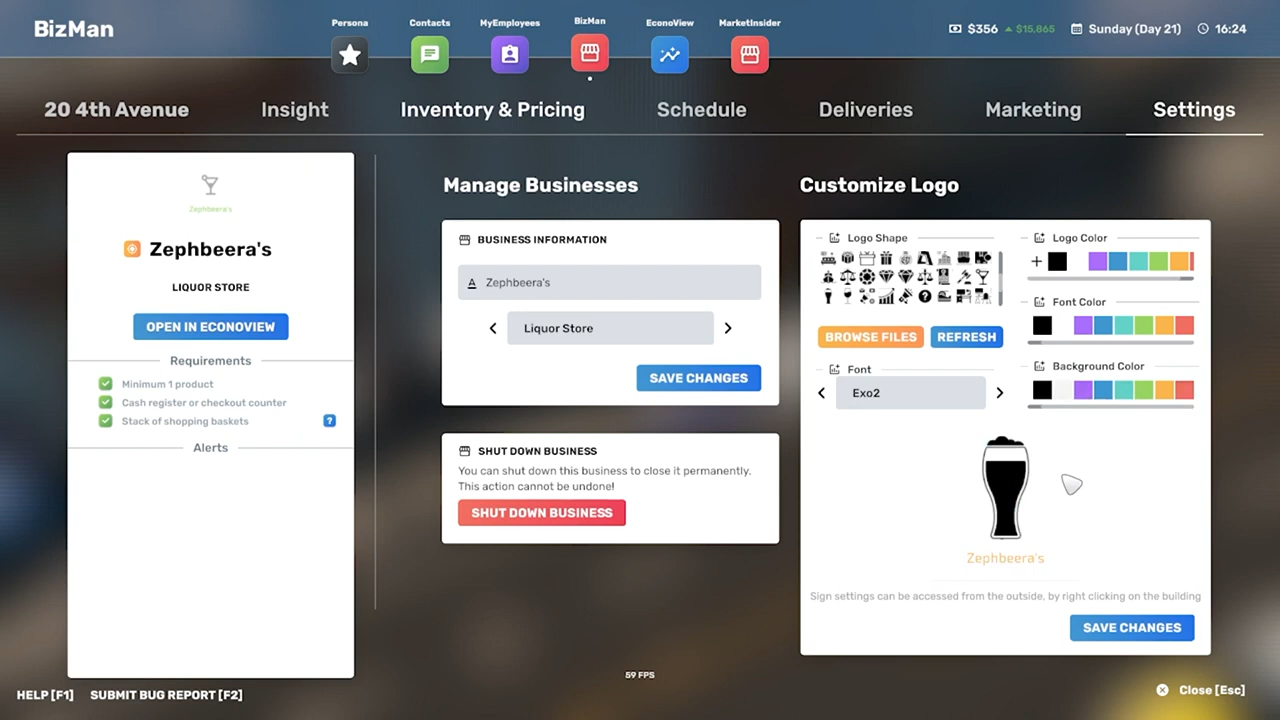 BizMan
Persona
Contacts
MyEmployees
BizMan
EconoView
MarketInsider
$356
$15,865
Sunday (Day 21)
16:24
20 4th Avenue
Insight
Inventory & Pricing
Schedule
Deliveries
Marketing
Settings
Zephbeera's
Zephbeera's
LIQUOR STORE
OPEN IN ECONOVIEW
Requirements
Minimum 1 product
Cash register or checkout counter
Stack of shopping baskets
?
Alerts
Manage Businesses
BUSINESS INFORMATION
Zephbeera's
Liquor Store
SAVE CHANGES
SHUT DOWN BUSINESS
You can shut down this business to close it permanently.
This action cannot be undone!
SHUT DOWN BUSINESS
Customize Logo
Logo Shape
BROWSE FILES
REFRESH
Font
Exo2
Logo Color
Font Color
Background Color
Zephbeera's
Sign settings can be accessed from the outside, by right clicking on the building
SAVE CHANGES
59 FPS
HELP [F1]
SUBMIT BUG REPORT [F2]
Close [Esc]